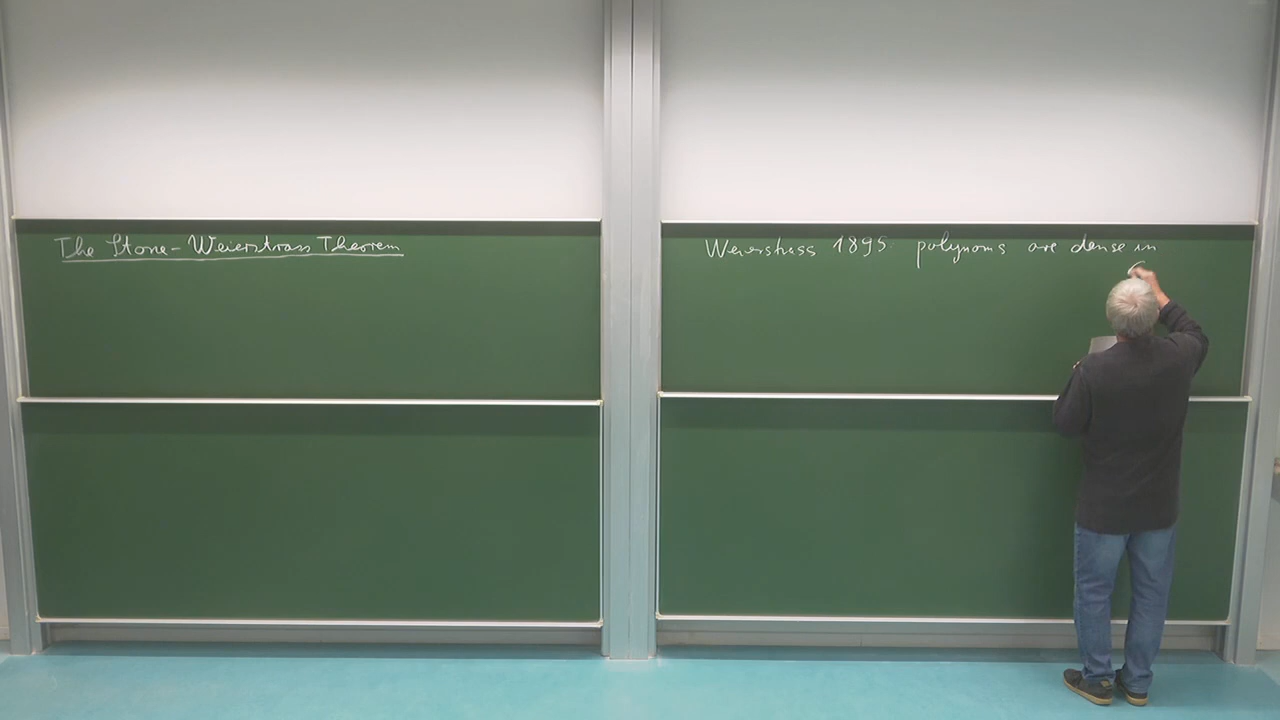 The Stone-Weierstrass Theorem
Weierstrass 1895: polynoms are dense in